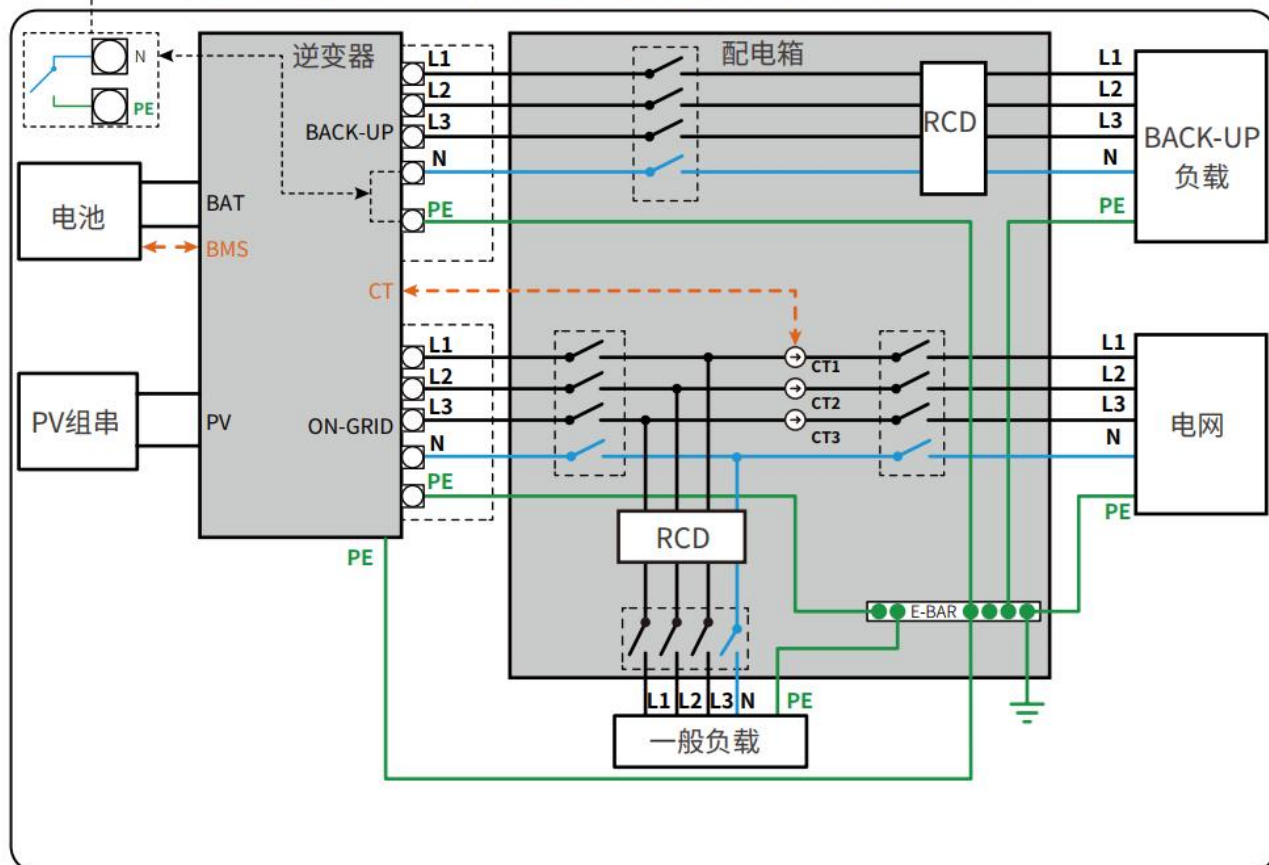 N
PE
逆变器
BACK-UP
BAT
BMS
CT
PV
ON-GRID
电池
PV组串
L1
L2
L3
N
PE
配电箱
RCD
L1
L2
L3
N
PE
BACK-UP
负载
L1
L2
L3
N
PE
CT1
CT2
CT3
L1
L2
L3
N
PE
电网
RCD
E-BAR
PE
L1 L2 L3 N PE
一般负载